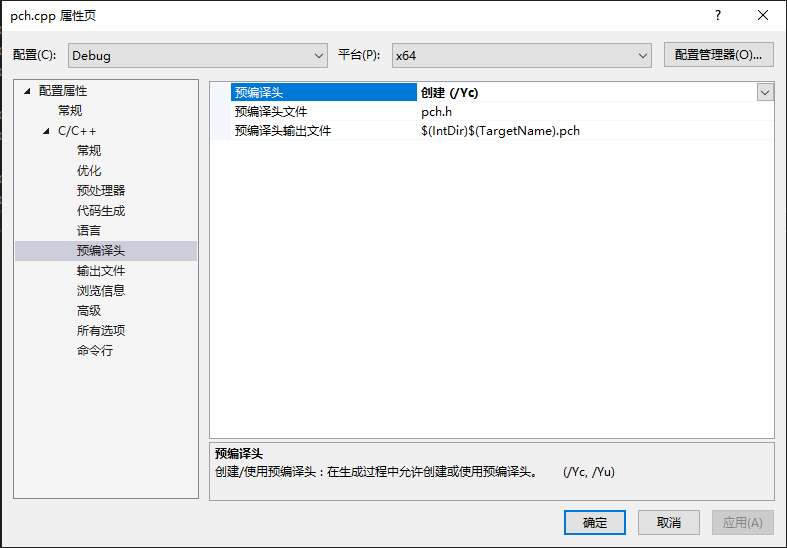 pch.cpp 属性页
配置(C): Debug 平台(P): x64 配置管理器(O)...
配置属性
常规
C/C++
常规
优化
预处理器
代码生成
语言
预编译头
输出文件
浏览信息
高级
所有选项
命令行
预编译头 创建 (/Yc)
预编译头文件 pch.h
预编译头输出文件 $(IntDir)$(TargetName).pch
预编译头
创建/使用预编译头 : 在生成过程中允许创建或使用预编译头。 (/Yc, /Yu)
确定 取消 应用(A)